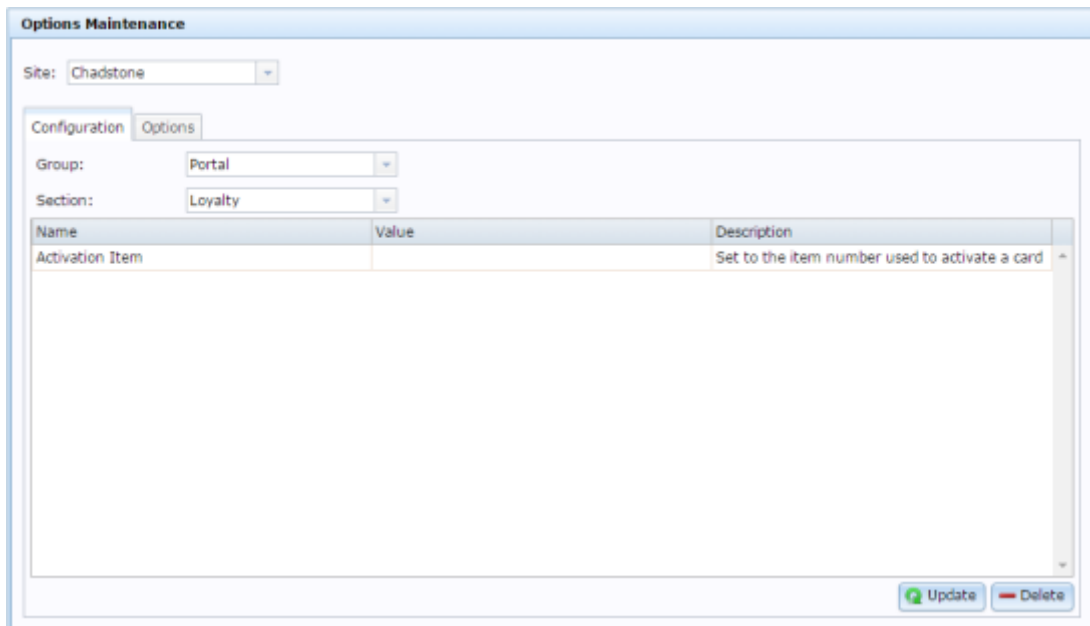 Options Maintenance
Site: Chadstone
Configuration Options
Group: Portal
Section: Loyalty
Name Value Description
Activation Item Set to the item number used to activate a card
Update Delete